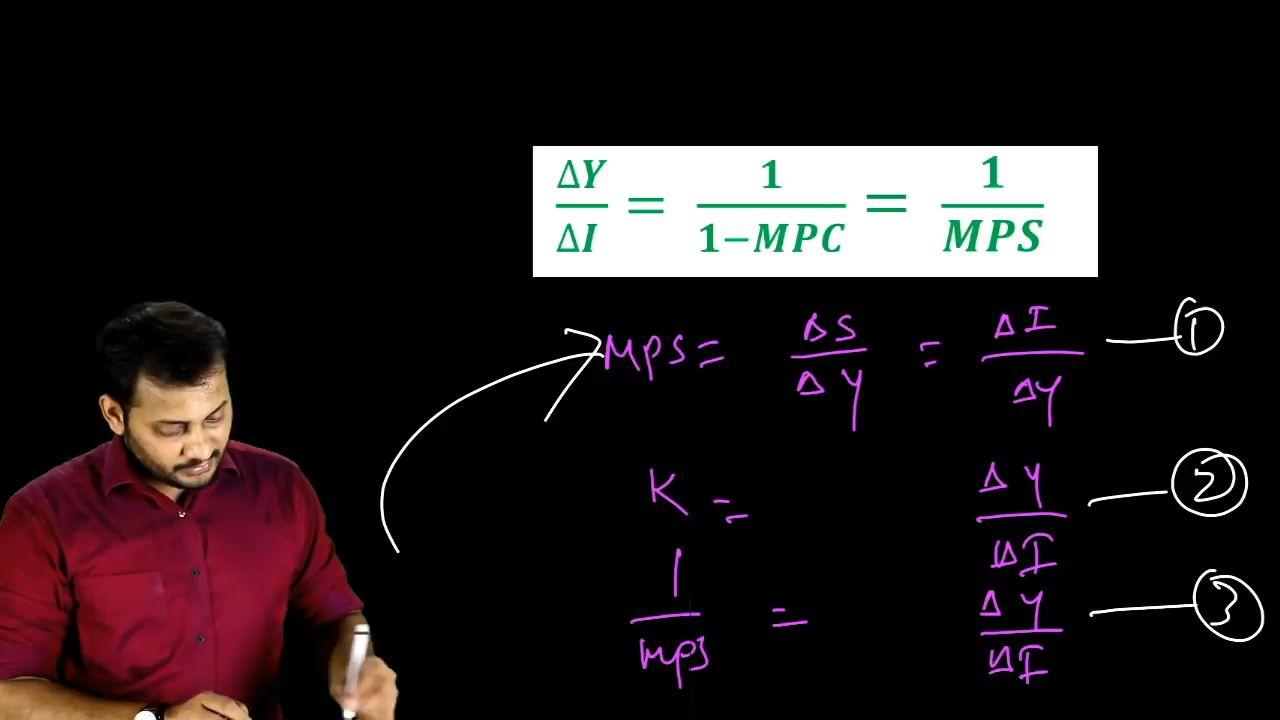 ΔY/ΔI = 1/1−MPC = 1/MPS
MPS = ΔS/ΔY = ΔI/ΔY — 1
K = ΔY/ΔI — 2
1/mps = ΔY/ΔI — 3